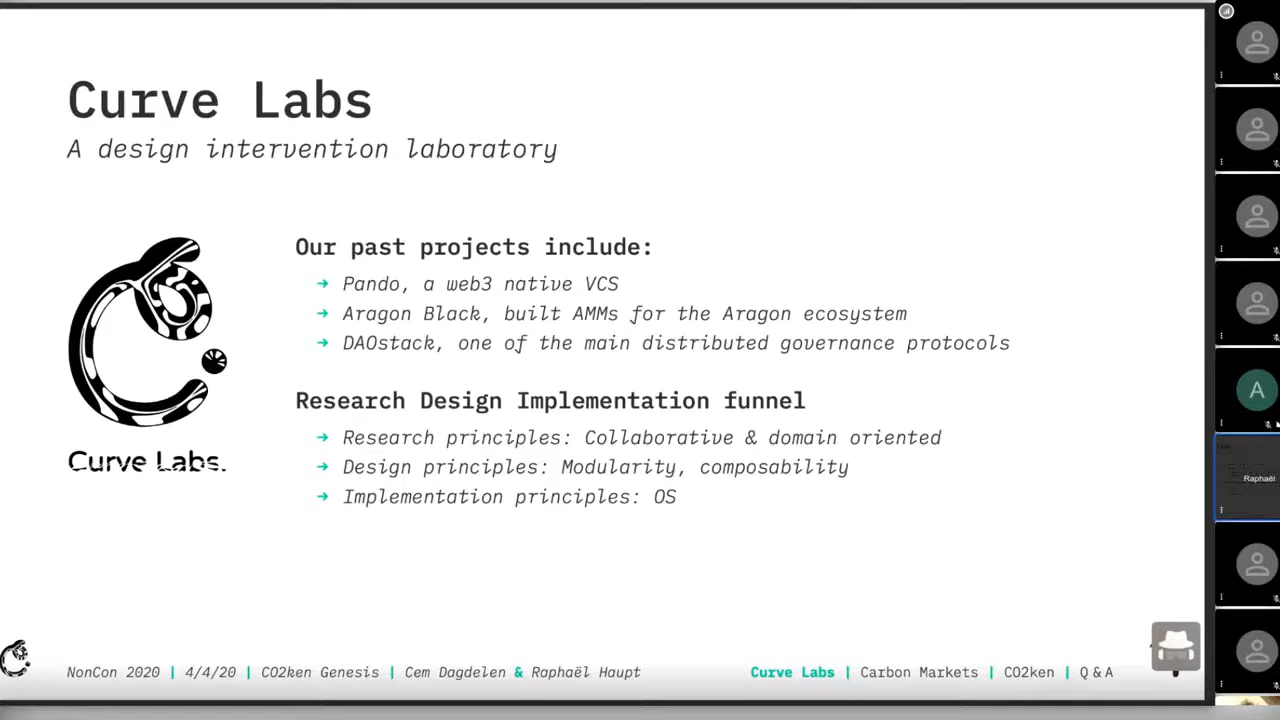 Curve Labs
A design intervention laboratory
Our past projects include:
→ Pando, a web3 native VCS
→ Aragon Black, built AMMs for the Aragon ecosystem
→ DAOstack, one of the main distributed governance protocols
Research Design Implementation funnel
→ Research principles: Collaborative & domain oriented
→ Design principles: Modularity, composability
→ Implementation principles: OS
Curve Labs.
NonCon 2020 | 4/4/20 | CO2ken Genesis | Cem Dagdelen & Raphaël Haupt
Curve Labs | Carbon Markets | CO2ken | Q & A
A
Raphaël